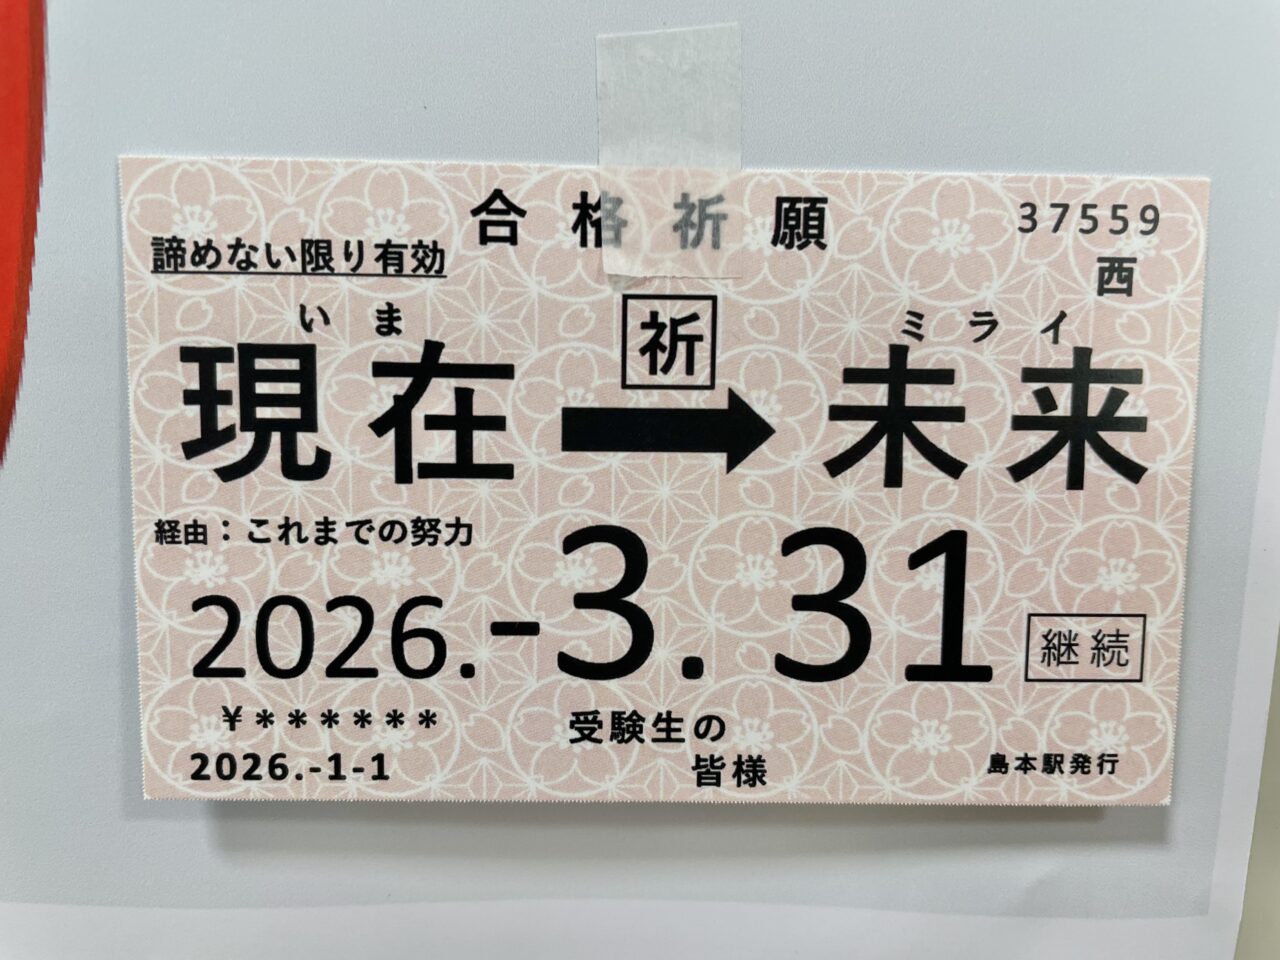 合格祈願
37559
西
諦めない限り有効
いま
現在
祈
➡
ミライ
未来
経由：これまでの努力
2026.-3.31
継続
￥******
2026.-1-1
受験生の
皆様
島本駅発行